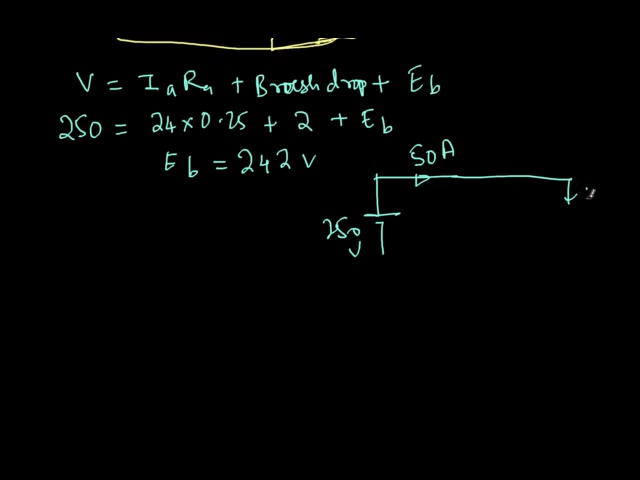 V = IaRa + Brush drop + Eb
250 = 24 × 0.25 + 2 + Eb
Eb = 242 V
50A
250 V